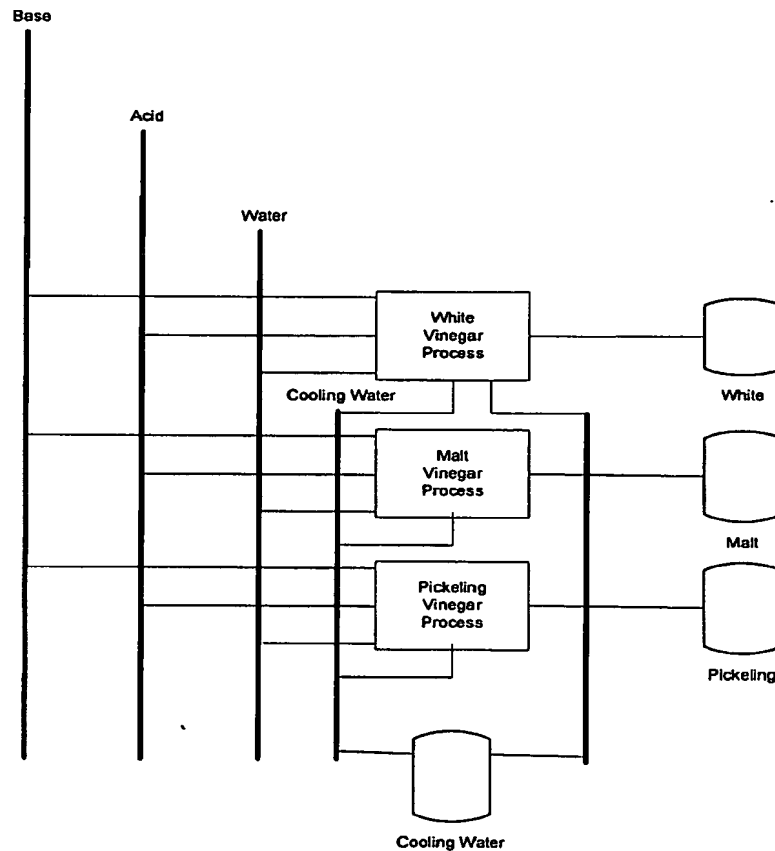 Base
Acid
Water
White
Vinegar
Process
White
Cooling Water
Malt
Vinegar
Process
Malt
Pickeling
Vinegar
Process
Pickeling
Cooling Water